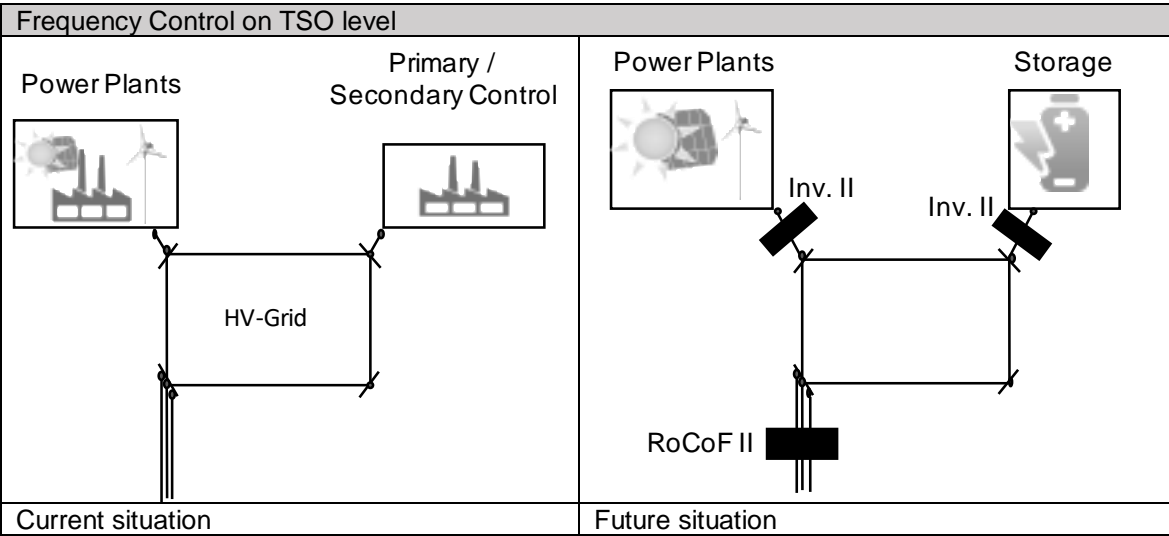 Frequency Control on TSO level
Power Plants
Primary /
Secondary Control
HV-Grid
Power Plants
Storage
Inv. II
Inv. II
RoCoF II
Current situation
Future situation